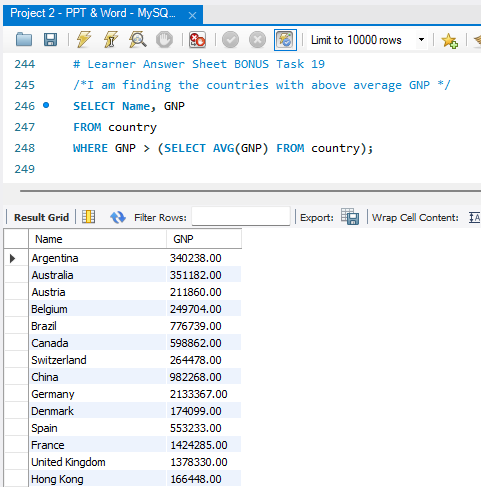 Project 2 - PPT & Word - MySQ...
Limit to 10000 rows
244 # Learner Answer Sheet BONUS Task 19
245 /*I am finding the countries with above average GNP */
246 SELECT Name, GNP
247 FROM country
248 WHERE GNP > (SELECT AVG(GNP) FROM country);
249
Result Grid Filter Rows: Export: Wrap Cell Content:
Name GNP
Argentina 340238.00
Australia 351182.00
Austria 211860.00
Belgium 249704.00
Brazil 776739.00
Canada 598862.00
Switzerland 264478.00
China 982268.00
Germany 2133367.00
Denmark 174099.00
Spain 553233.00
France 1424285.00
United Kingdom 1378330.00
Hong Kong 166448.00